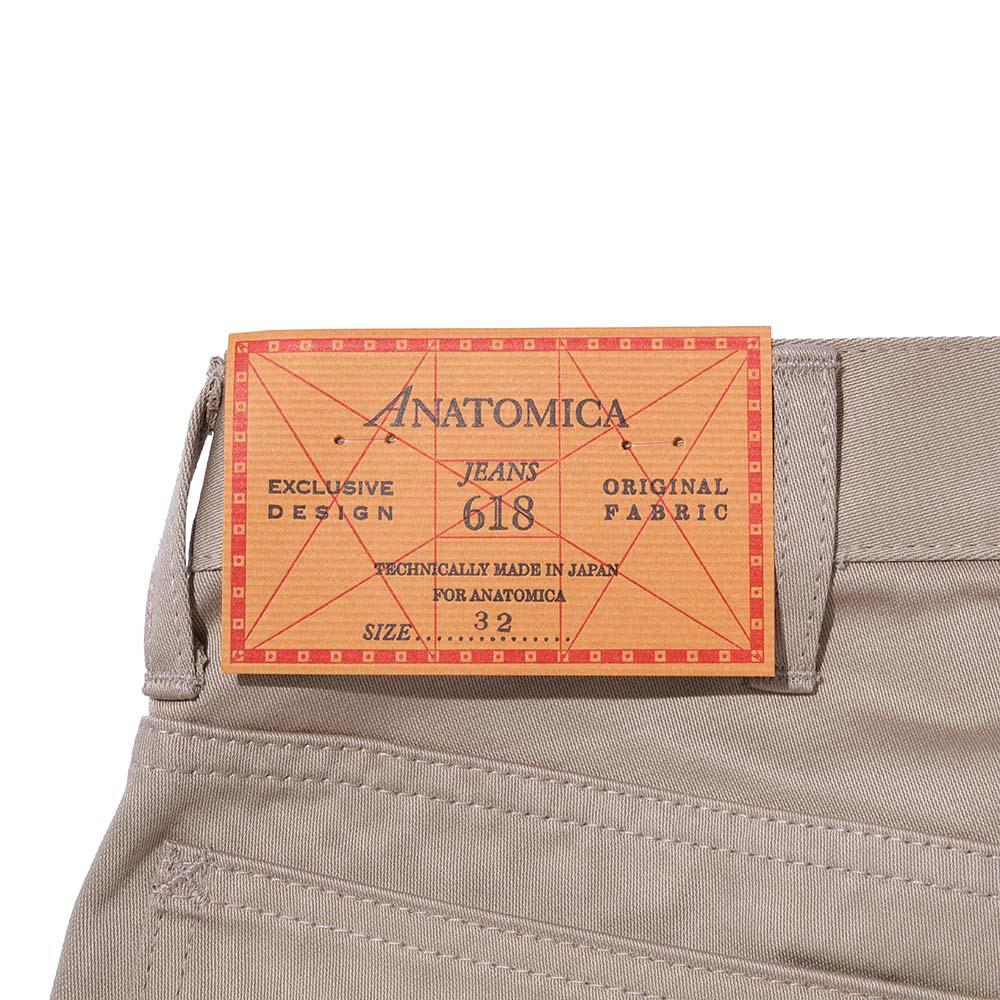 ANATOMICA
JEANS
618
EXCLUSIVE
DESIGN
ORIGINAL
FABRIC
TECHNICALLY MADE IN JAPAN
FOR ANATOMICA
SIZE..............32